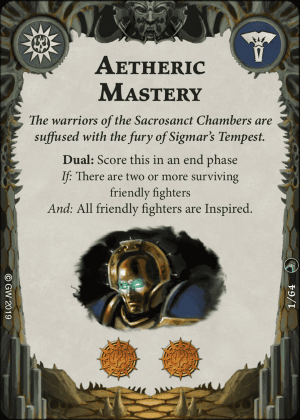 AETHERIC
MASTERY
The warriors of the Sacrosanct Chambers are
suffused with the fury of Sigmar's Tempest.
Dual: Score this in an end phase
If: There are two or more surviving
friendly fighters
And: All friendly fighters are Inspired.
© GW 2019
1/64